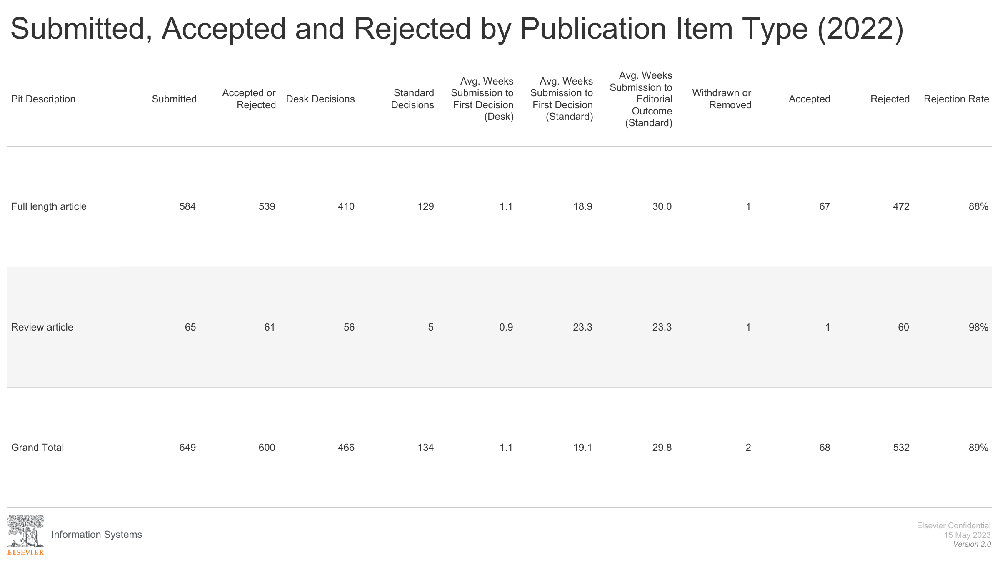 Submitted, Accepted and Rejected by Publication Item Type (2022)
Pit Description Submitted Accepted or Rejected Desk Decisions Standard Decisions Avg. Weeks Submission to First Decision (Desk) Avg. Weeks Submission to First Decision (Standard) Avg. Weeks Submission to Editorial Outcome (Standard) Withdrawn or Removed Accepted Rejected Rejection Rate
Full length article 584 539 410 129 1.1 18.9 30.0 1 67 472 88%
Review article 65 61 56 5 0.9 23.3 23.3 1 1 60 98%
Grand Total 649 600 466 134 1.1 19.1 29.8 2 68 532 89%
ELSEVIER
Information Systems
Elsevier Confidential
15 May 2023
Version 2.0